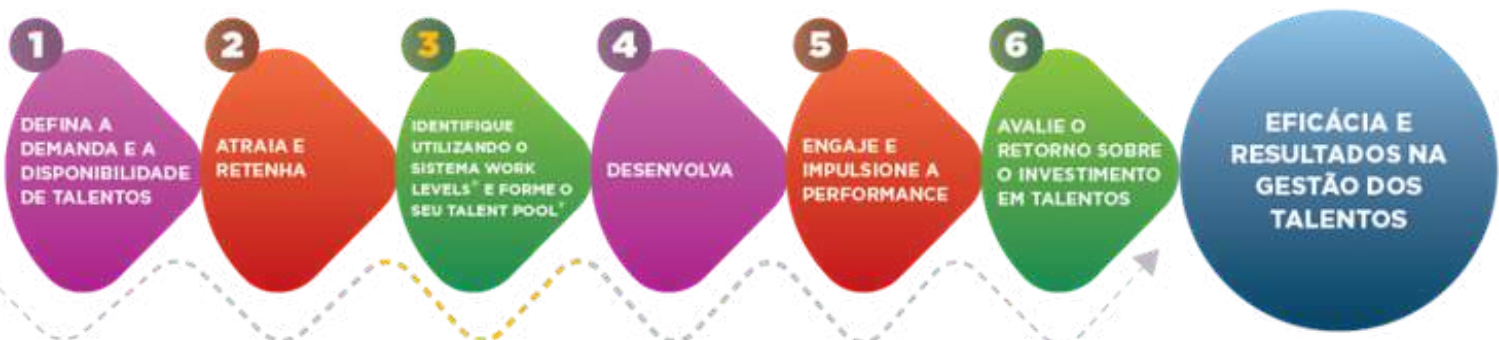 1
DEFINA A
DEMANDA E A
DISPONIBILIDADE
DE TALENTOS
2
ATRAIA E
RETENHA
3
IDENTIFIQUE
UTILIZANDO O
SISTEMA WORK
LEVELS® E FORME O
SEU TALENT POOL®
4
DESENVOLVA
5
ENGAJE E
IMPULSIONE A
PERFORMANCE
6
AVALIE O
RETORNO SOBRE
O INVESTIMENTO
EM TALENTOS
EFICÁCIA E
RESULTADOS NA
GESTÃO DOS
TALENTOS